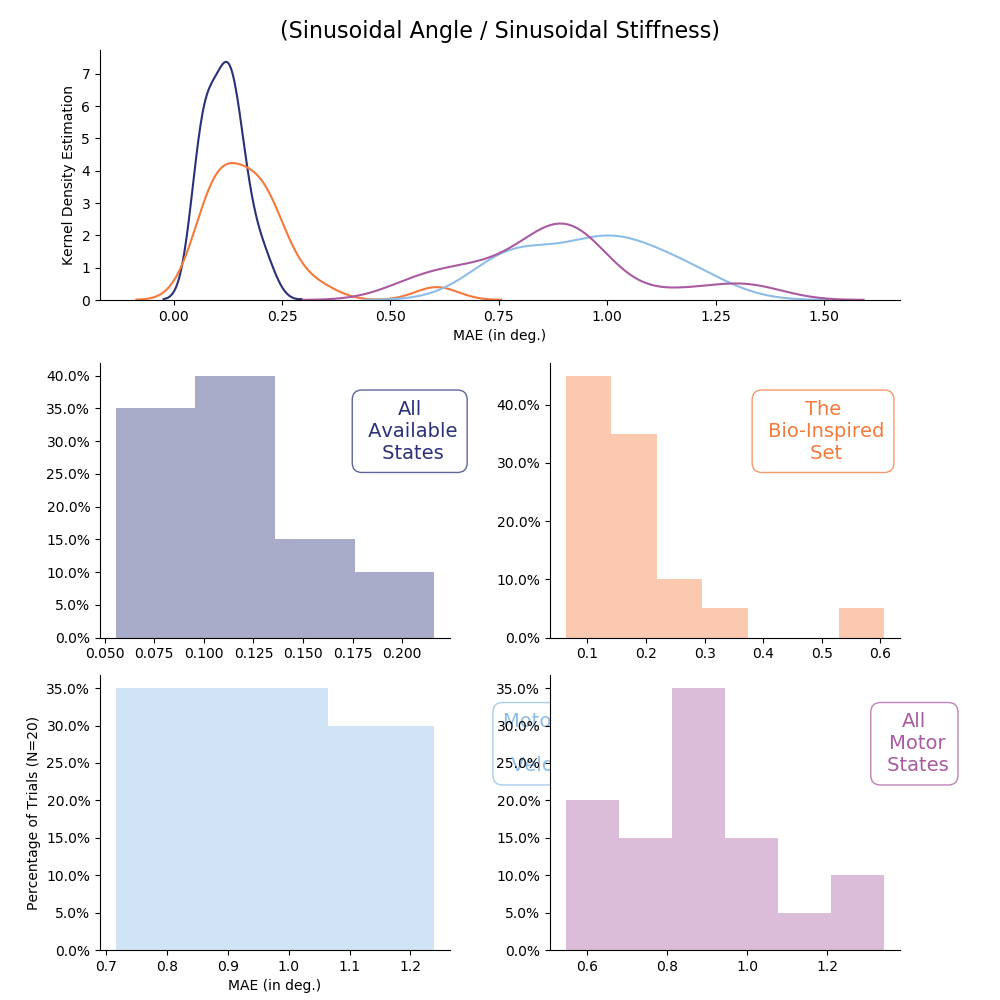 (Sinusoidal Angle / Sinusoidal Stiffness)
Kernel Density Estimation
7
6
5
4
3
2
1
0
0.00 0.25 0.50 0.75 1.00 1.25 1.50
MAE (in deg.)
40.0%
35.0%
30.0%
25.0%
20.0%
15.0%
10.0%
5.0%
0.0%
0.050 0.075 0.100 0.125 0.150 0.175 0.200
All
Available
States
40.0%
30.0%
20.0%
10.0%
0.0%
0.1 0.2 0.3 0.4 0.5 0.6
The
Bio-Inspired
Set
Percentage of Trials (N=20)
35.0%
30.0%
25.0%
20.0%
15.0%
10.0%
5.0%
0.0%
0.7 0.8 0.9 1.0 1.1 1.2
MAE (in deg.)
35.0%
30.0%
25.0%
20.0%
15.0%
10.0%
5.0%
0.0%
0.6 0.8 1.0 1.2
All
Motor
States